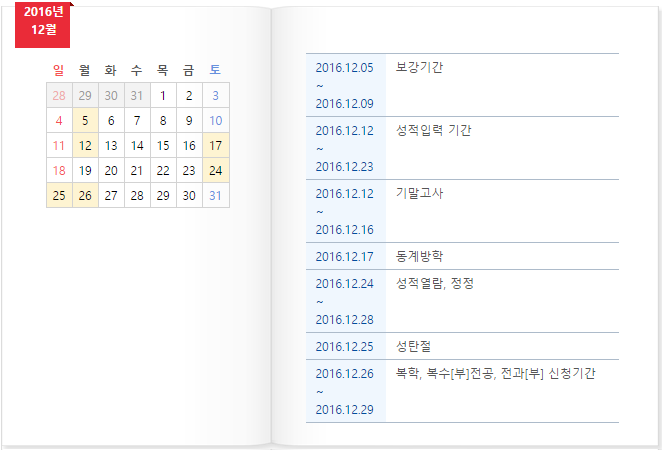 2016년
12월
일 월 화 수 목 금 토
28 29 30 31 1 2 3
4 5 6 7 8 9 10
11 12 13 14 15 16 17
18 19 20 21 22 23 24
25 26 27 28 29 30 31
2016.12.05 보강기간
~
2016.12.09
2016.12.12 성적입력 기간
~
2016.12.23
2016.12.12 기말고사
~
2016.12.16
2016.12.17 동계방학
2016.12.24 성적열람, 정정
~
2016.12.28
2016.12.25 성탄절
2016.12.26 복학, 복수[부]전공, 전과[부] 신청기간
~
2016.12.29